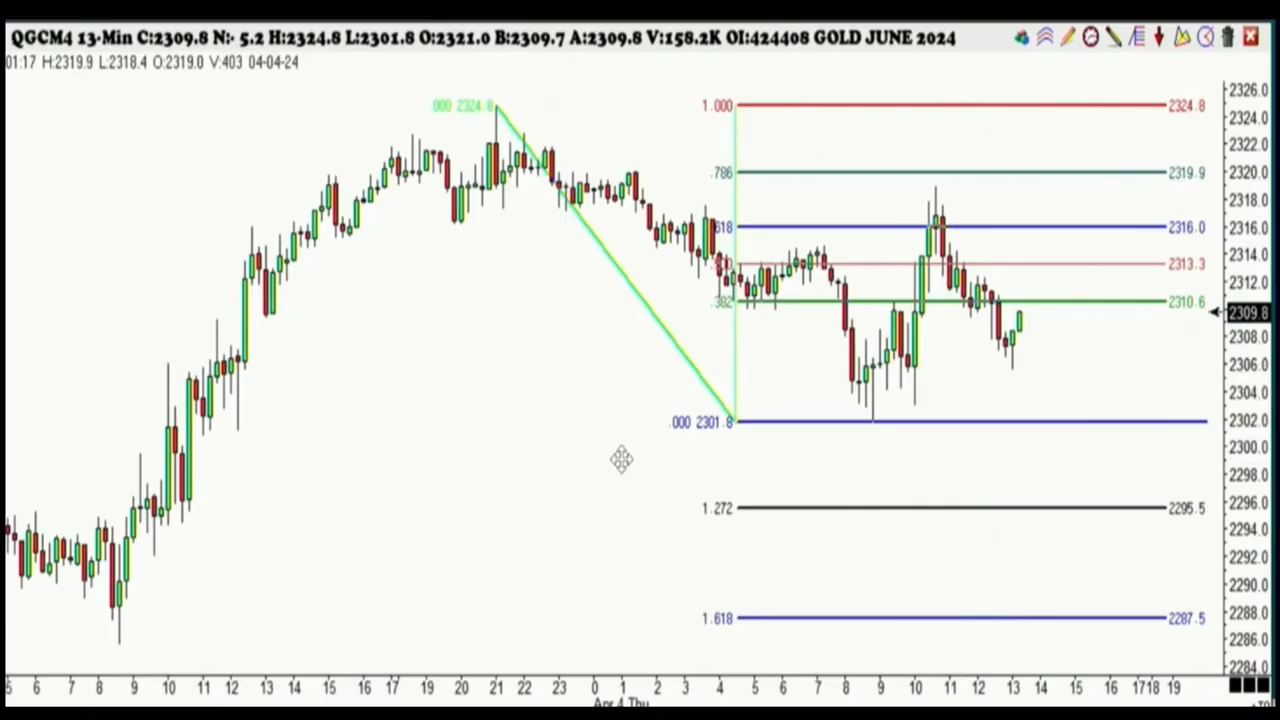 QGCM4 13-Min C:2309.8 N:- 5.2 H:2324.8 L:2301.8 O:2321.0 B:2309.7 A:2309.8 V:158.2K OI:424408 GOLD JUNE 2024
01:17 H:2319.9 L:2318.4 O:2319.0 V:403 04-04-24
2326.0
.000 2324.8 1.000 2324.8
2324.0
2322.0
.786 2319.9 2320.0
2318.0
.618 2316.0 2316.0
2314.0
2313.3
2312.0
.382 2310.6
2309.8
2308.0
2306.0
2304.0
.000 2301.8 2302.0
2300.0
2298.0
1.272 2295.5 2296.0
2294.0
2292.0
2290.0
1.618 2287.5 2288.0
2286.0
2284.0
5 6 7 8 9 10 11 12 13 14 15 16 17 19 20 21 22 23 0 1 2 3 4 5 6 7 8 9 10 11 12 13 14 15 16 17 18 19
Apr 4 Thu